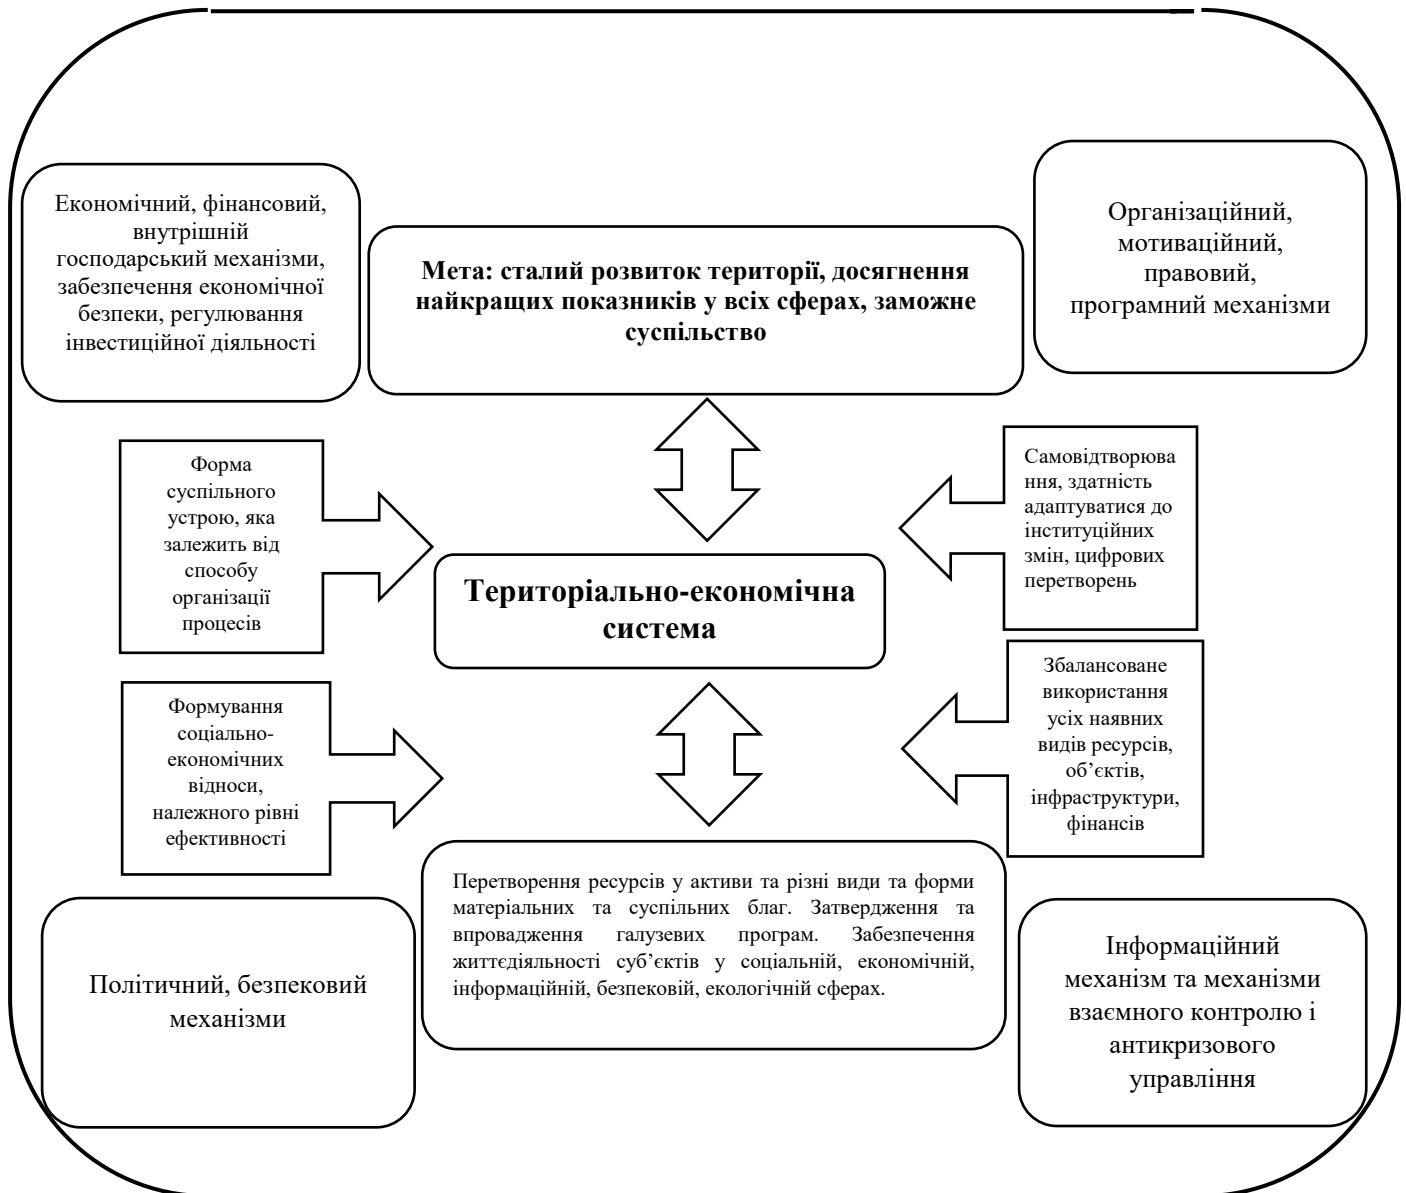 Економічний, фінансовий,
внутрішній
господарський механізми,
забезпечення економічної
безпеки, регулювання
інвестиційної діяльності
Мета: сталий розвиток території, досягнення
найкращих показників у всіх сферах, заможне
суспільство
Організаційний,
мотиваційний,
правовий,
програмний механізми
Форма
суспільного
устрою, яка
залежить від
способу
організації
процесів
Самовідтворюва
ння, здатність
адаптуватися до
інституційних
змін, цифрових
перетворень
Територіально-економічна
система
Формування
соціально-
економічних
відноси,
належного рівні
ефективності
Збалансоване
використання
усіх наявних
видів ресурсів,
об’єктів,
інфраструктури,
фінансів
Перетворення ресурсів у активи та різні види та форми
матеріальних та суспільних благ. Затвердження та
впровадження галузевих програм. Забезпечення
життєдіяльності суб’єктів у соціальній, економічній,
інформаційній, безпековій, екологічній сферах.
Політичний, безпековий
механізми
Інформаційний
механізм та механізми
взаємного контролю і
антикризового
управління